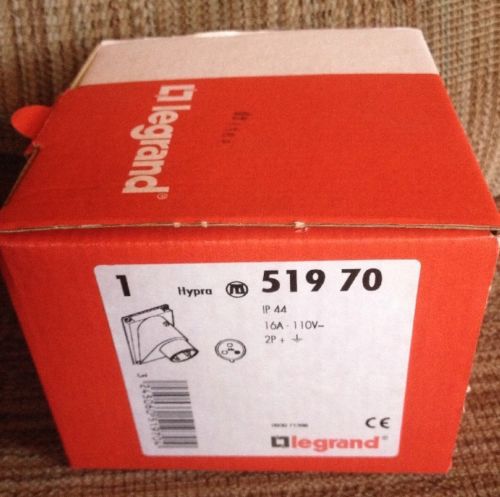 legrand®
1 Hypra 519 70
IP 44
16A - 110V~
2P +
CE
legrand®